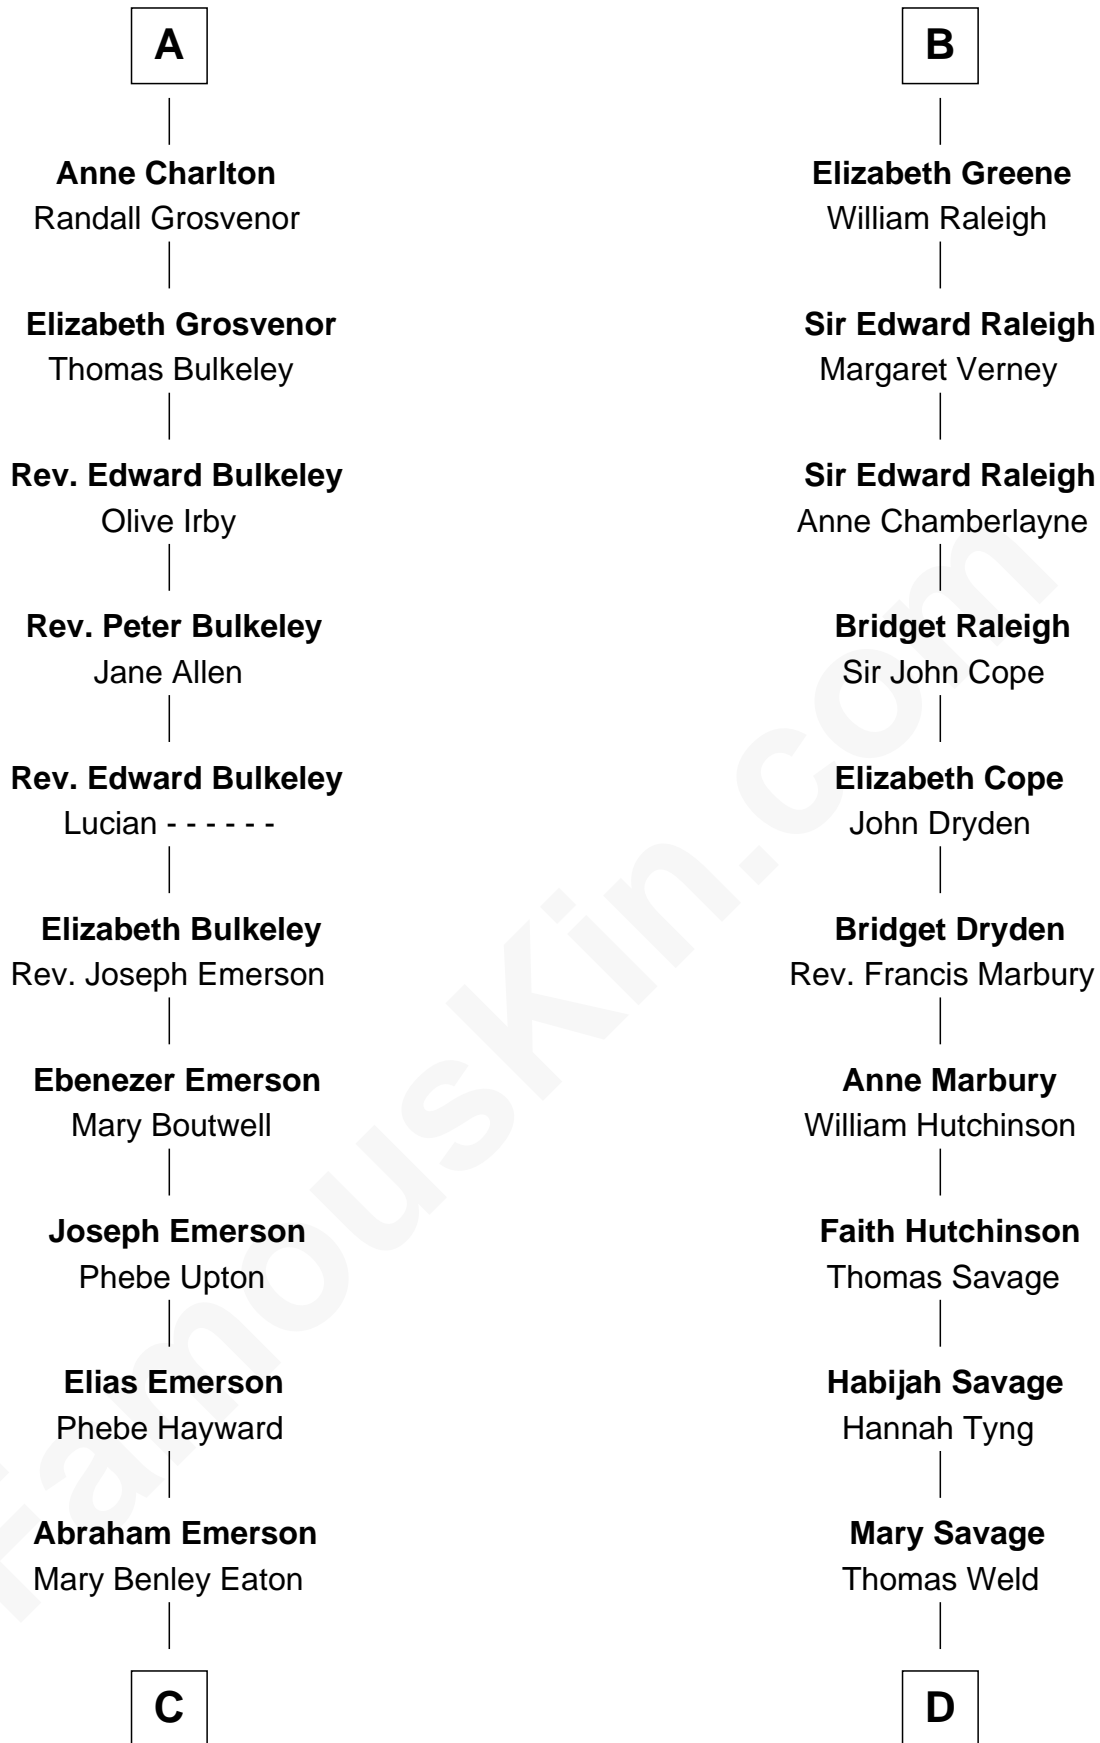 A
Anne Charlton
Randall Grosvenor
Elizabeth Grosvenor
Thomas Bulkeley
Rev. Edward Bulkeley
Olive Irby
Rev. Peter Bulkeley
Jane Allen
Rev. Edward Bulkeley
Lucian - - - - - -
Elizabeth Bulkeley
Rev. Joseph Emerson
Ebenezer Emerson
Mary Boutwell
Joseph Emerson
Phebe Upton
Elias Emerson
Phebe Hayward
Abraham Emerson
Mary Benley Eaton
C
B
Elizabeth Greene
William Raleigh
Sir Edward Raleigh
Margaret Verney
Sir Edward Raleigh
Anne Chamberlayne
Bridget Raleigh
Sir John Cope
Elizabeth Cope
John Dryden
Bridget Dryden
Rev. Francis Marbury
Anne Marbury
William Hutchinson
Faith Hutchinson
Thomas Savage
Habijah Savage
Hannah Tyng
Mary Savage
Thomas Weld
D
FamousKin.com